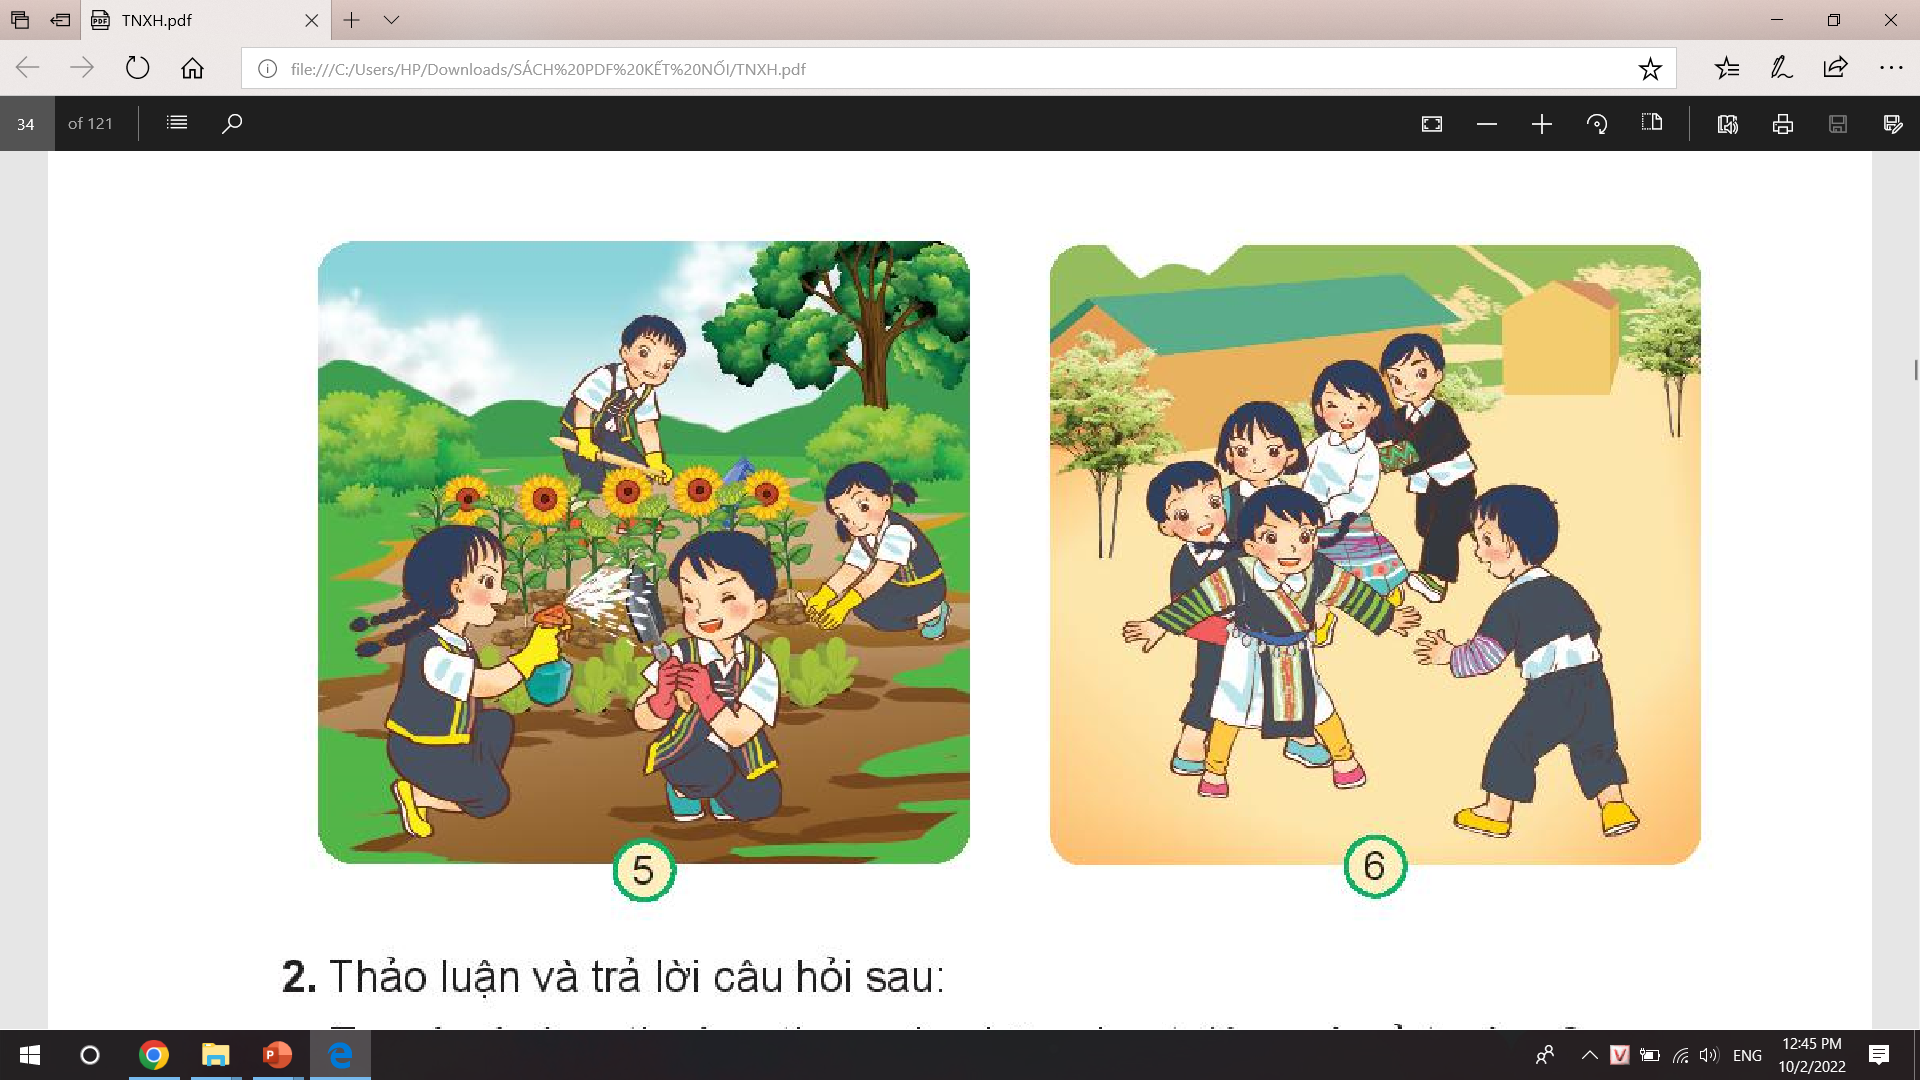 TNXH.pdf
file:///C:/Users/HP/Downloads/SÁCH%20PDF%20KẾT%20NỐI/TNXH.pdf
34 of 121
5
6
2. Thảo luận và trả lời câu hỏi sau:
ENG
12:45 PM
10/2/2022